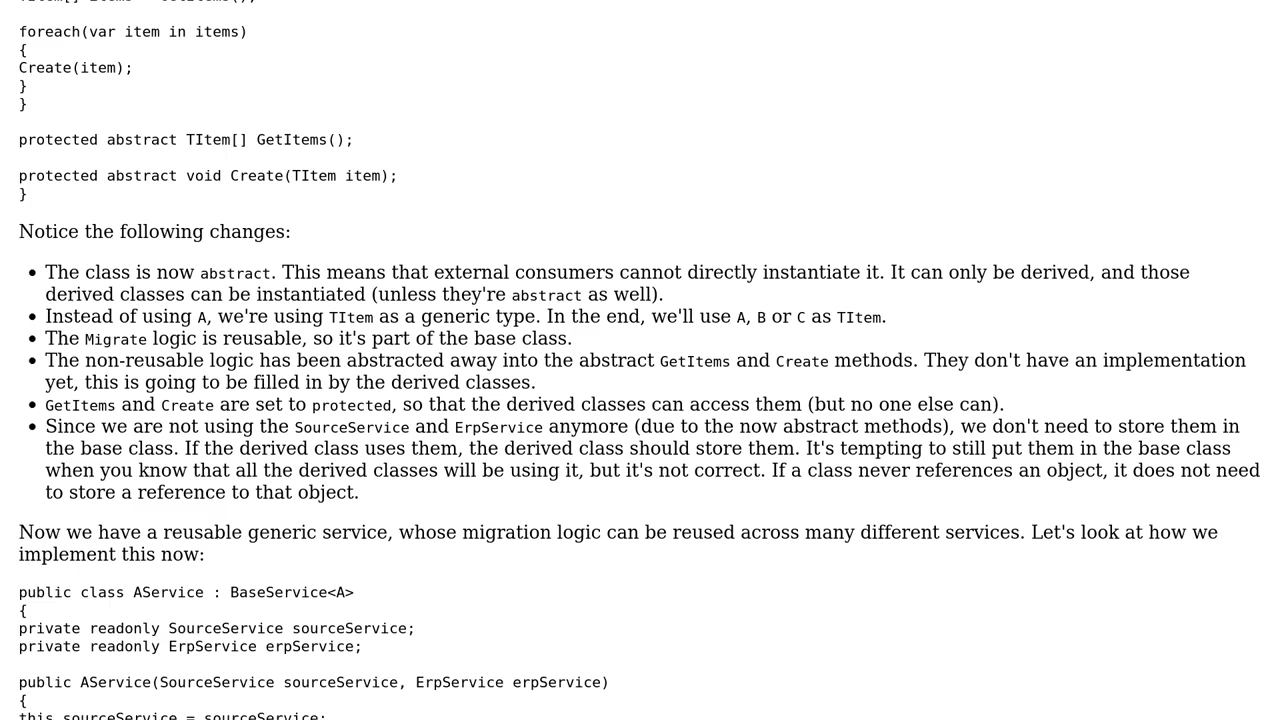 foreach(var item in items)
{
Create(item);
}
}
protected abstract TItem[] GetItems();
protected abstract void Create(TItem item);
}
Notice the following changes:
• The class is now abstract. This means that external consumers cannot directly instantiate it. It can only be derived, and those
derived classes can be instantiated (unless they're abstract as well).
• Instead of using A, we're using TItem as a generic type. In the end, we'll use A, B or C as TItem.
• The Migrate logic is reusable, so it's part of the base class.
• The non-reusable logic has been abstracted away into the abstract GetItems and Create methods. They don't have an implementation
yet, this is going to be filled in by the derived classes.
• GetItems and Create are set to protected, so that the derived classes can access them (but no one else can).
• Since we are not using the SourceService and ErpService anymore (due to the now abstract methods), we don't need to store them in
the base class. If the derived class uses them, the derived class should store them. It's tempting to still put them in the base class
when you know that all the derived classes will be using it, but it's not correct. If a class never references an object, it does not need
to store a reference to that object.
Now we have a reusable generic service, whose migration logic can be reused across many different services. Let's look at how we
implement this now:
public class AService : BaseService<A>
{
private readonly SourceService sourceService;
private readonly ErpService erpService;
public AService(SourceService sourceService, ErpService erpService)
{
this.sourceService = sourceService;